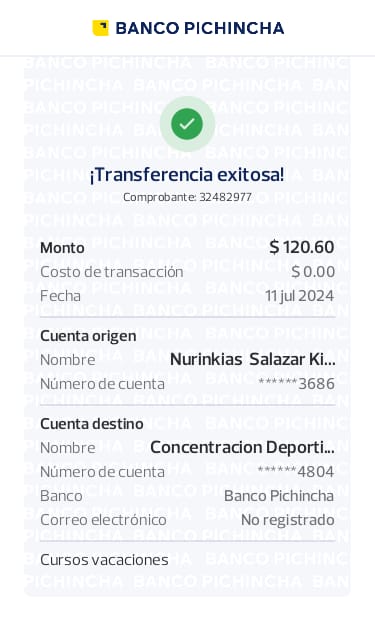 BANCO PICHINCHA
¡Transferencia exitosa!
Comprobante: 32482977
Monto $ 120.60
Costo de transacción $ 0.00
Fecha 11 jul 2024
Cuenta origen
Nombre Nurinkias Salazar Ki...
Número de cuenta ******3686
Cuenta destino
Nombre Concentracion Deporti...
Número de cuenta ******4804
Banco Banco Pichincha
Correo electrónico No registrado
Cursos vacaciones